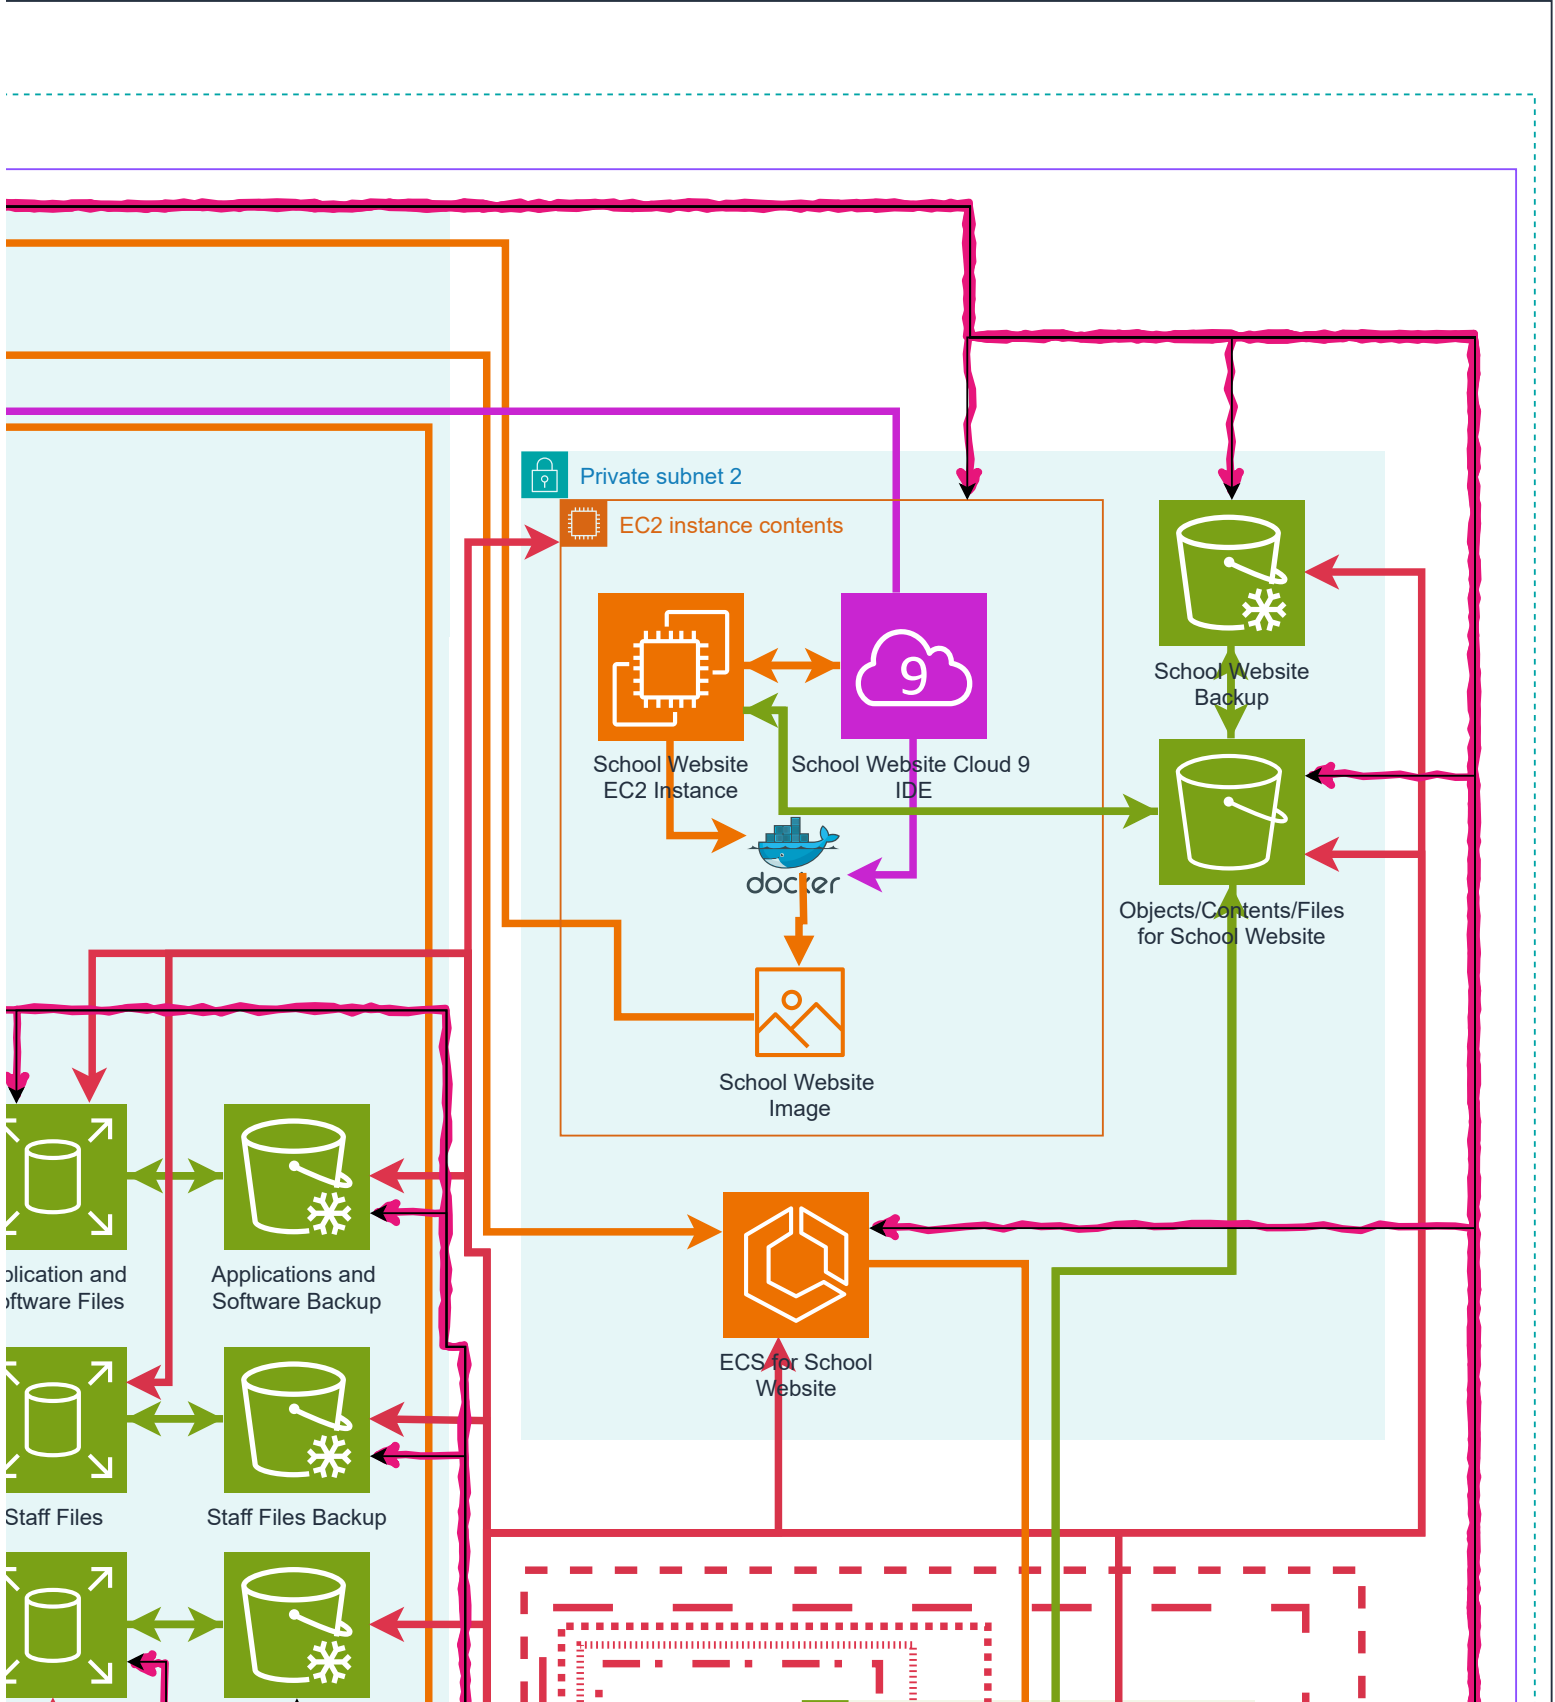 Private subnet 2
EC2 instance contents
9
School Website
EC2 Instance
School Website Cloud 9
IDE
docker
School Website
Image
School Website
Backup
Objects/Contents/Files
for School Website
ECS for School
Website
plication and
oftware Files
Applications and
Software Backup
Staff Files
Staff Files Backup